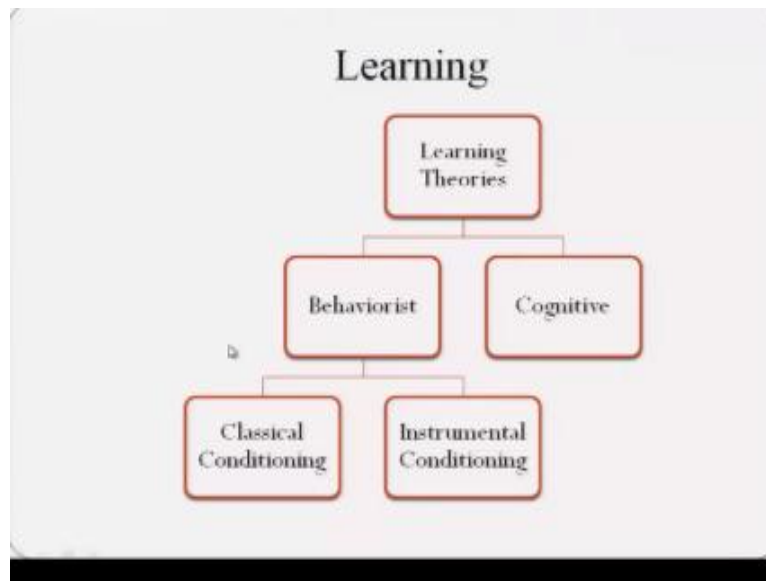 Learning
Learning
Theories
Behaviorist
Cognitive
Classical
Conditioning
Instrumental
Conditioning